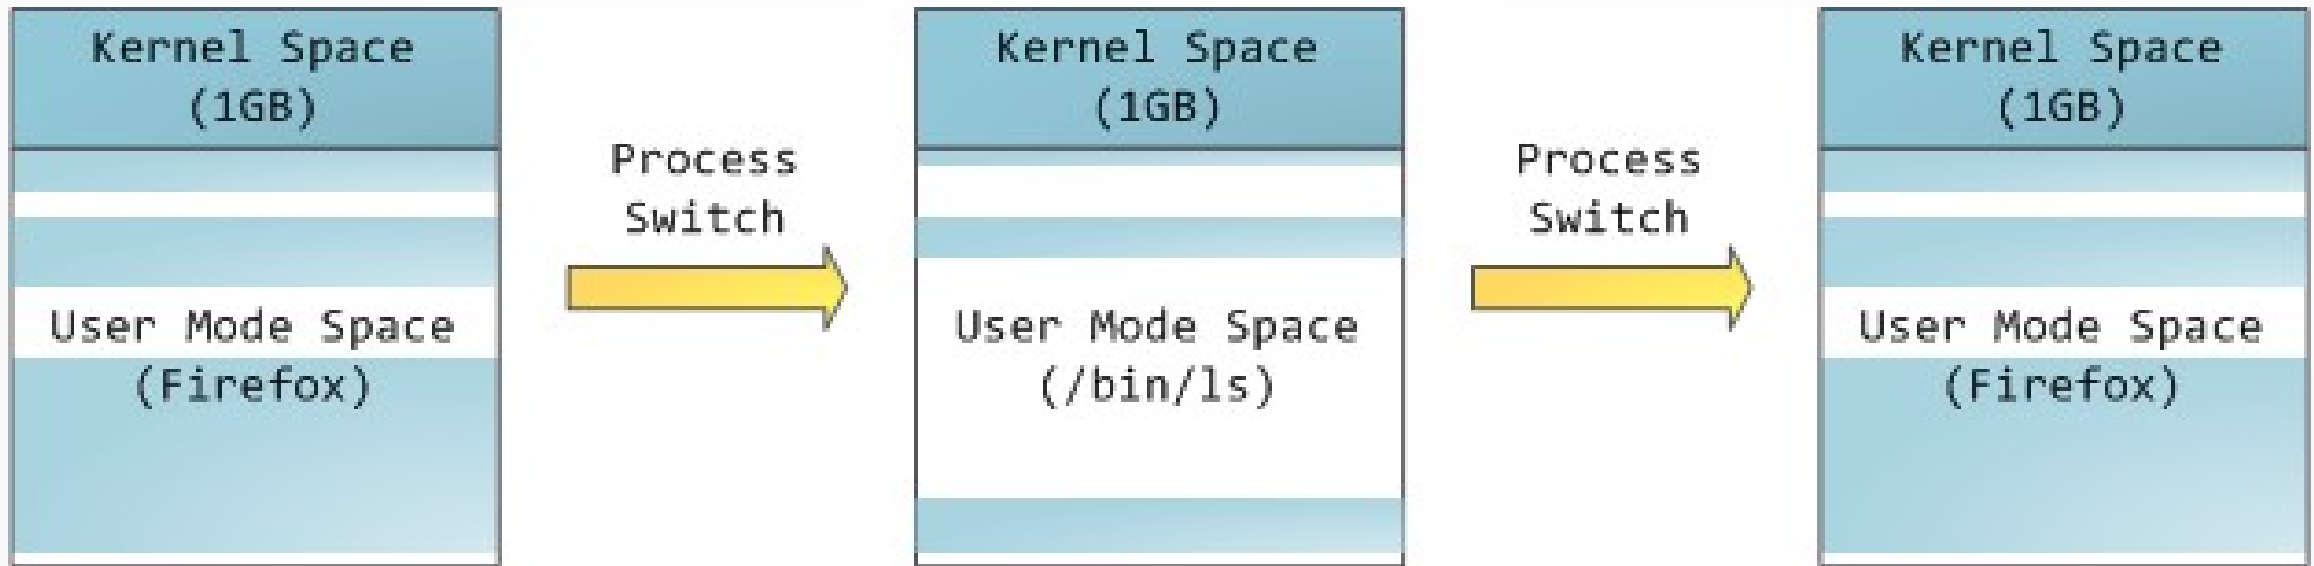 Kernel Space
(1GB)
User Mode Space
(Firefox)
Process
Switch
Kernel Space
(1GB)
User Mode Space
(/bin/ls)
Process
Switch
Kernel Space
(1GB)
User Mode Space
(Firefox)